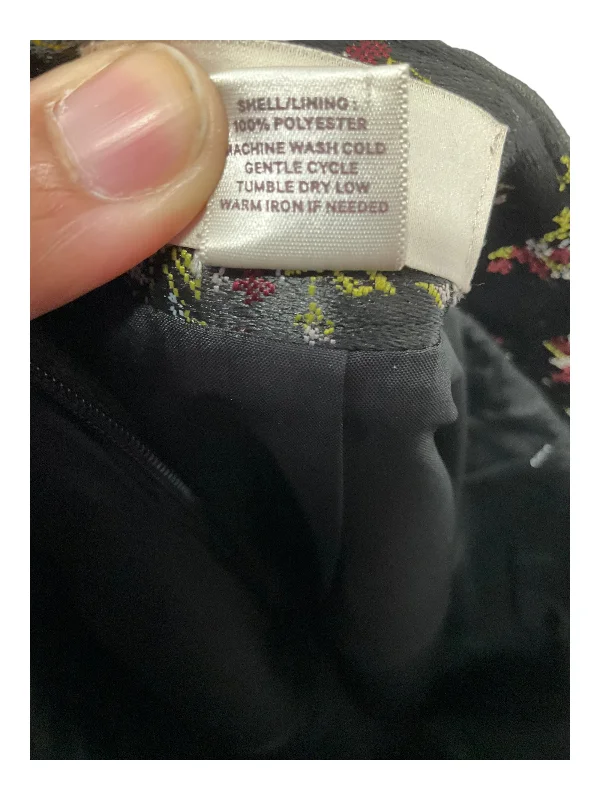 SHELL/LINING :
100% POLYESTER
MACHINE WASH COLD
GENTLE CYCLE
TUMBLE DRY LOW
WARM IRON IF NEEDED